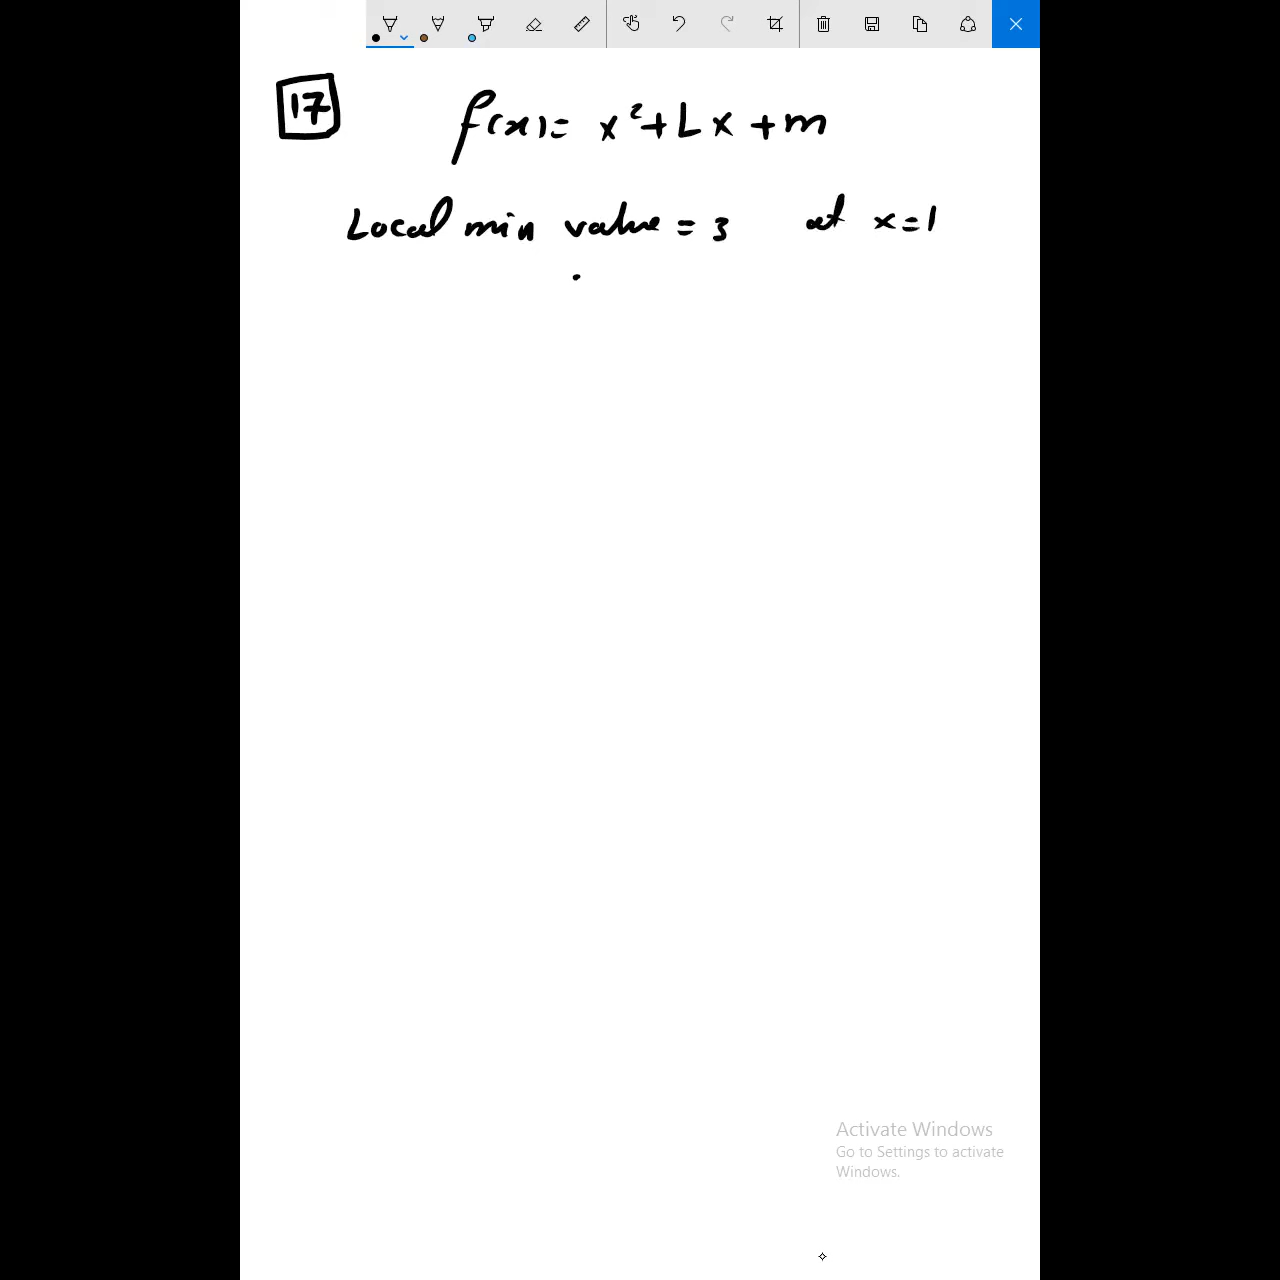 17
f(x)= x²+Lx+m
Local min value = 3 at x=1
Activate Windows
Go to Settings to activate
Windows.